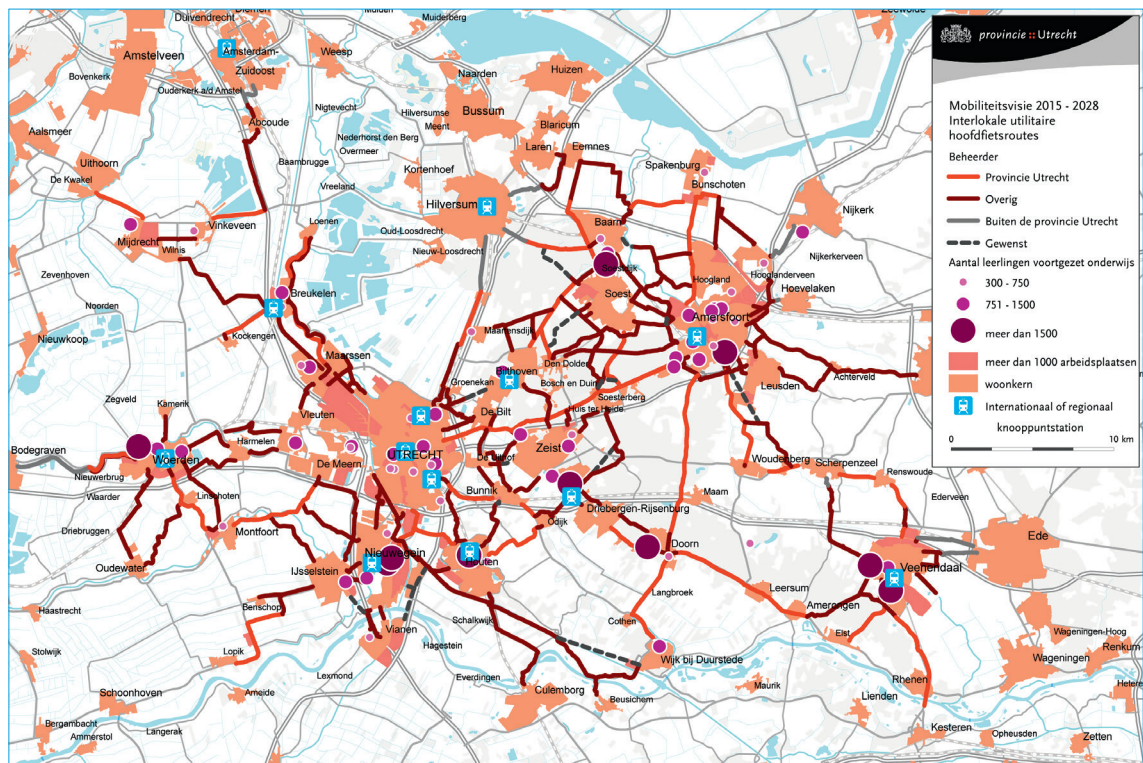 provincie :: Utrecht
Mobiliteitsvisie 2015 - 2028
Interlokale utilitaire
hoofdfietsroutes
Beheerder
Provincie Utrecht
Overig
Buiten de provincie Utrecht
Gewenst
Aantal leerlingen voortgezet onderwijs
300 - 750
751 - 1500
meer dan 1500
meer dan 1000 arbeidsplaatsen
woonkern
Internationaal of regionaal
knooppuntstation
0 10 km
Duivendrecht
Diemen
Muiden
Muiderberg
Zeewolde
Amstelveen
Amsterdam-
Zuidoost
Weesp
Bovenkerk
Ouderkerk a/d Amstel
Naarden
Huizen
Nigtevecht
Bussum
Abcoude
Hilversumse
Meent
Blaricum
Aalsmeer
Nederhorst den Berg
Overmeer
Laren
Eemnes
Uithoorn
Baambrugge
Spakenburg
De Kwakel
Kortenhoef
Bunschoten
Vreeland
Hilversum
Nijkerk
Vinkeveen
Loenen
Baarn
Mijdrecht
Oud-Loosdrecht
Wilnis
Nieuw-Loosdrecht
Nijkerkerveen
Zevenhoven
Soestdijk
Hooglanderveen
Hoogland
Hoevelaken
Breukelen
Soest
Noorden
Amersfoort
Kockengen
Maartensdijk
Nieuwkoop
Maarssen
Den Dolder
Bilthoven
Achterveld
Groenekan
Bosch en Duin
Leusden
Zegveld
Kamerik
Soesterberg
Vleuten
De Bilt
Huis ter Heide
Bodegraven
Harmelen
UTRECHT
Zeist
Woerden
De Meern
De Uithof
Woudenberg
Scherpenzeel
Nieuwerbrug
Renswoude
Waarder
Linschoten
Bunnik
Maarn
Ederveen
Driebruggen
Montfoort
Odijk
Driebergen-Rijsenburg
Ede
Doorn
Nieuwegein
Houten
Oudewater
IJsselstein
Veenendaal
Leersum
Langbroek
Haastrecht
Benschop
Amerongen
Schalkwijk
Cothen
Vianen
Elst
Wageningen-Hoog
Hagestein
Renkum
Stolwijk
Lopik
Wijk bij Duurstede
Wageningen
Lexmond
Everdingen
Rhenen
Schoonhoven
Ameide
Culemborg
Maurik
Heteren
Beusichem
Lienden
Bergambacht
Langerak
Kesteren
Opheusden
Zetten
Ammerstol